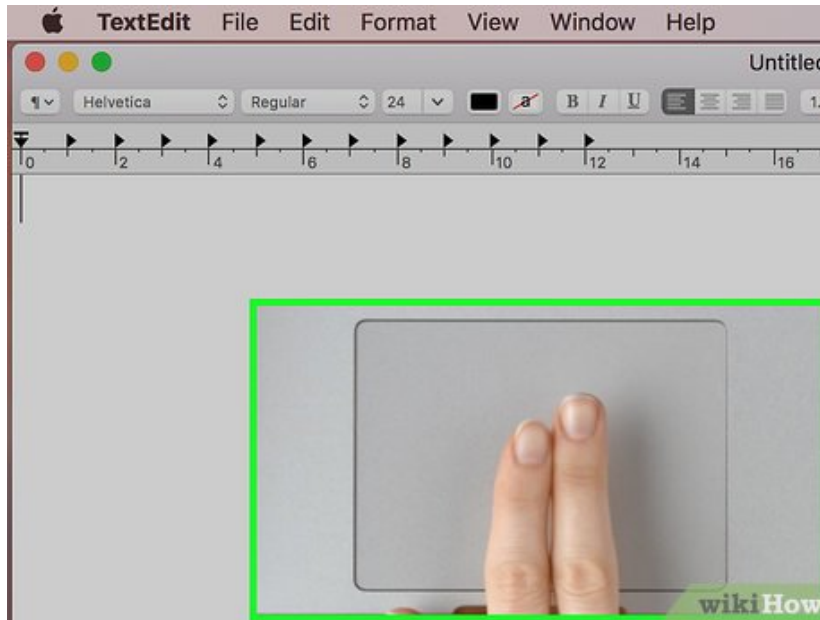 TextEdit File Edit Format View Window Help
Untitled
Helvetica Regular 24 a B I U 1.
0 2 4 6 8 10 12 14 16
wikiHow